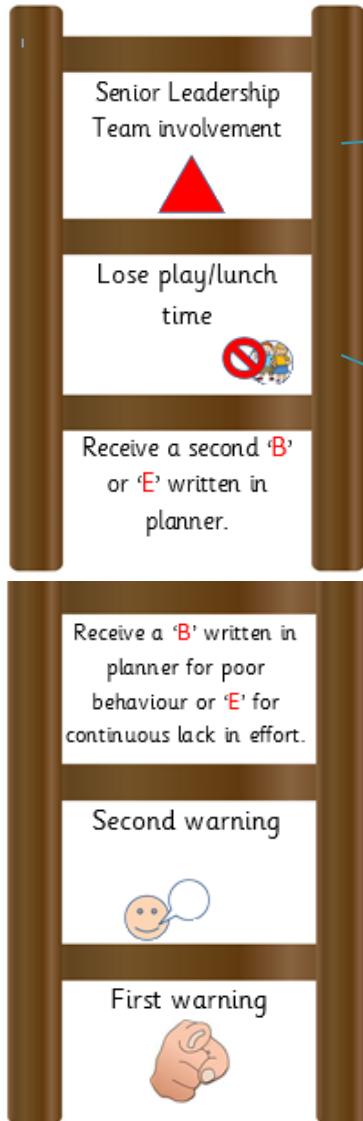 Senior Leadership
Team involvement
Lose play/lunch
time
Receive a second ‘B’
or ‘E’ written in
planner.
Receive a ‘B’ written in
planner for poor
behaviour or ‘E’ for
continuous lack in effort.
Second warning
First warning